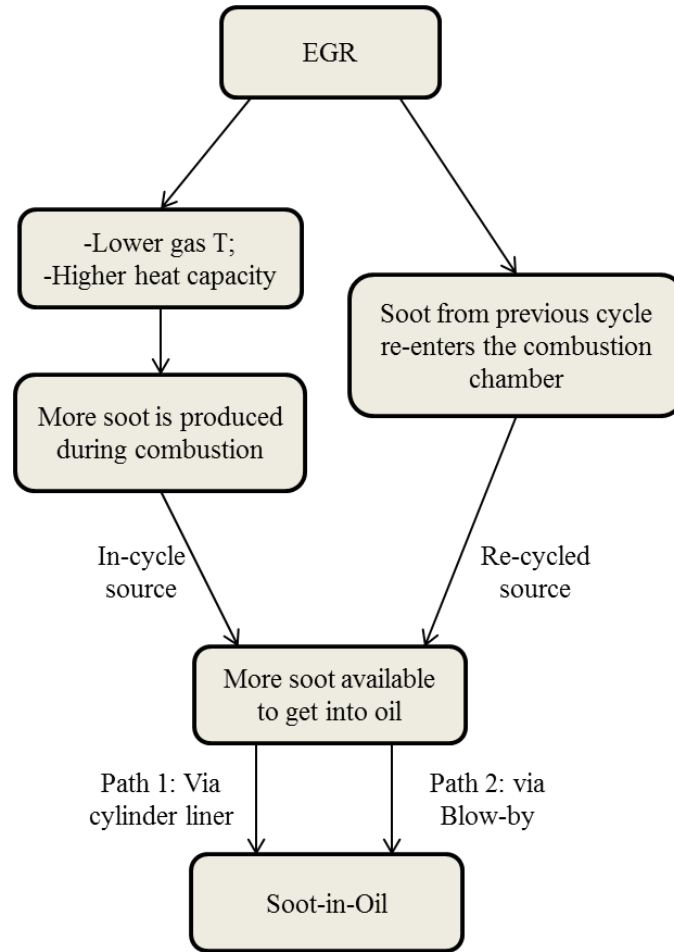 EGR
-Lower gas T;
-Higher heat capacity
Soot from previous cycle
re-enters the combustion
chamber
More soot is produced
during combustion
In-cycle
source
Re-cycled
source
More soot available
to get into oil
Path 1: Via
cylinder liner
Path 2: via
Blow-by
Soot-in-Oil